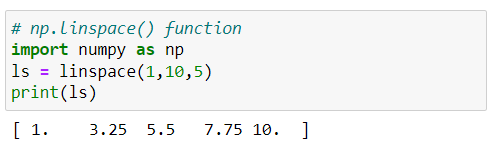 # np.linspace() function
import numpy as np
ls = linspace(1,10,5)
print(ls)
[ 1.    3.25  5.5   7.75 10.  ]